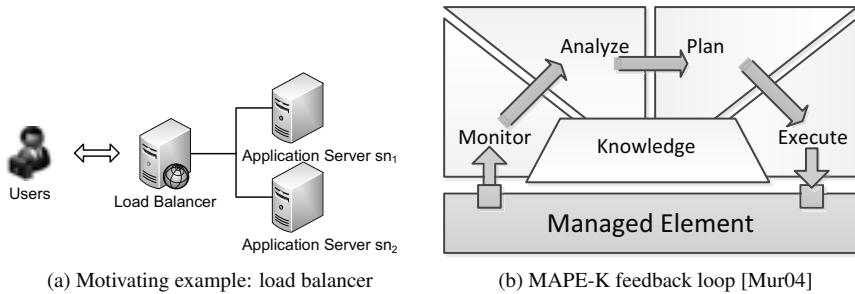 Users
Load Balancer
Application Server sn₁
Application Server sn₂
(a) Motivating example: load balancer
Analyze
Plan
Monitor
Execute
Knowledge
Managed Element
(b) MAPE-K feedback loop [Mur04]